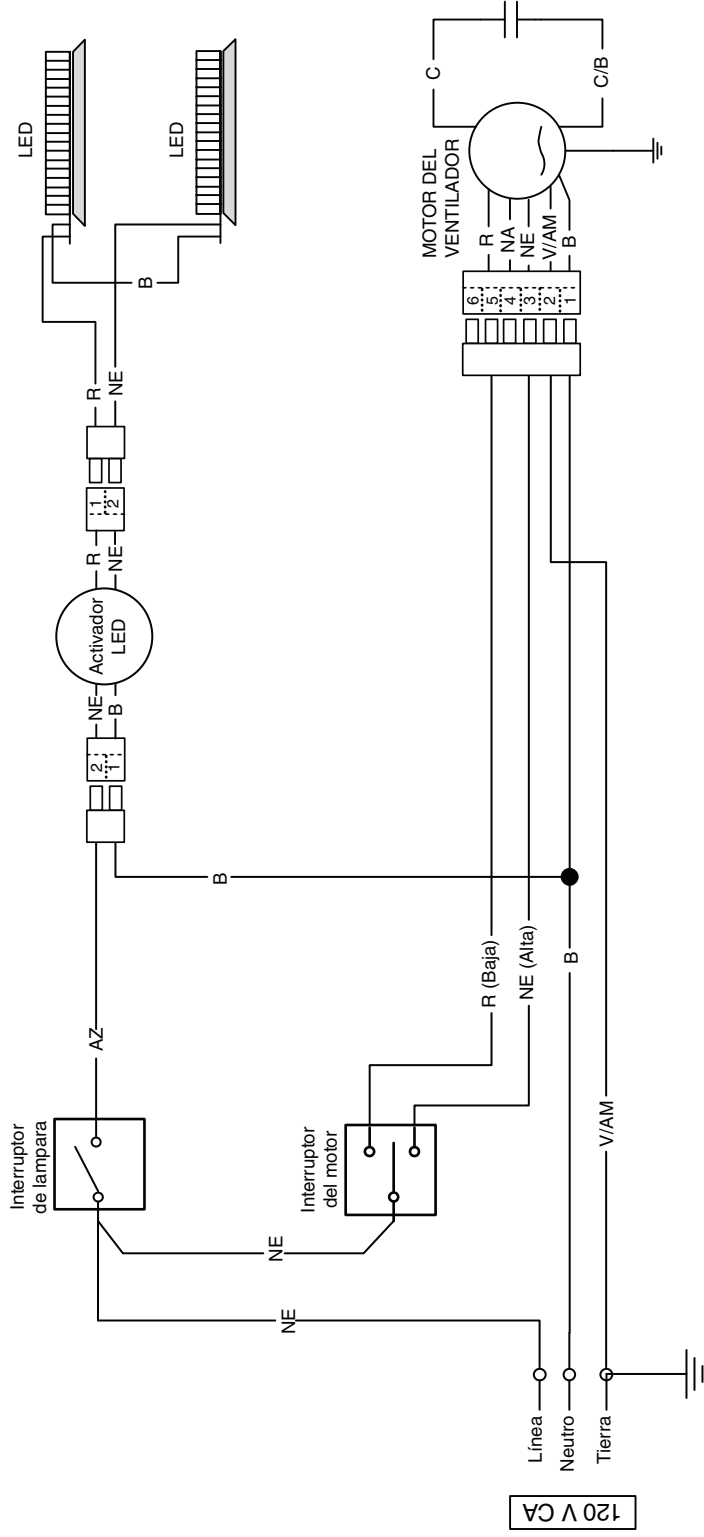 LED
LED
B
R
NE
1
2
R
NE
Activador
LED
NE
B
2
1
B
AZ
Interruptor
de lampara
Interruptor
del motor
NE
NE
C
C/B
MOTOR DEL
VENTILADOR
R
NA
NE
V/AM
B
6
5
4
3
2
1
R (Baja)
NE (Alta)
B
V/AM
Línea
Neutro
Tierra
120 V CA